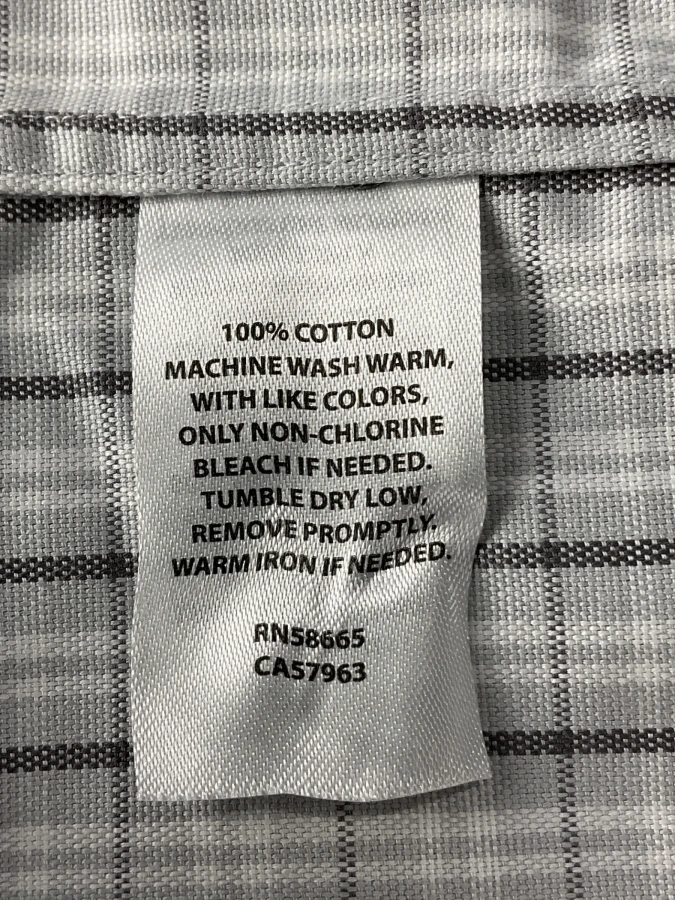 100% COTTON
MACHINE WASH WARM,
WITH LIKE COLORS,
ONLY NON-CHLORINE
BLEACH IF NEEDED.
TUMBLE DRY LOW,
REMOVE PROMPTLY.
WARM IRON IF NEEDED.
RN58665
CA57963